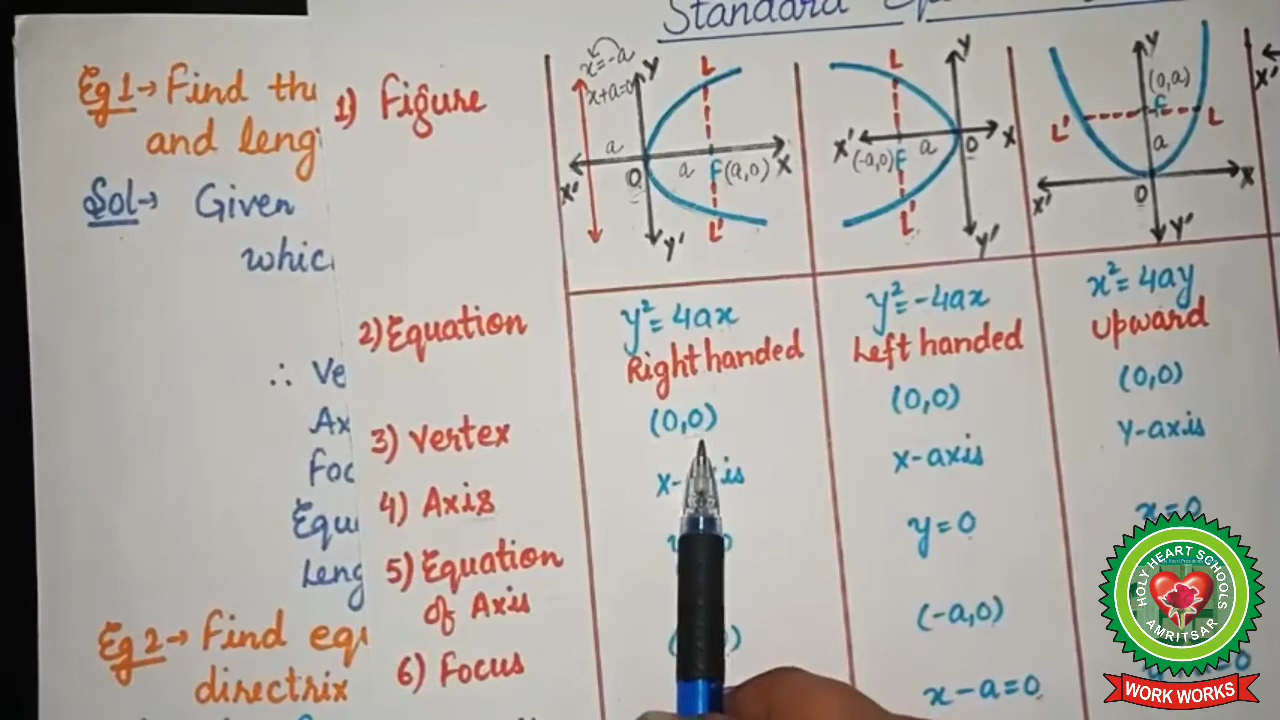 Standard
Eg 1→ Find the
and leng
Sol→ Given
which
∴ Ve
Ax
Foc
Equ
Leng
Eg 2→ Find equ
directrix
1) Figure
x=-a
x+a=0
Y
L
a
a
F(a,0)
X
X'
O
L'
Y'
L
Y
X'
(-a,0)
F
a
O
X
L'
Y'
Y
(0,a)
F
L'
L
a
X'
O
X
Y'
X'
2) Equation
y²=4ax
Right handed
y²=-4ax
Left handed
x²=4ay
Upward
3) Vertex
(0,0)
(0,0)
(0,0)
4) Axis
x-axis
x-axis
y-axis
5) Equation
of Axis
y=0
x=0
6) Focus
(-a,0)
x-a=0
HOLY HEART SCHOOLS
AMRITSAR
WORK WORKS